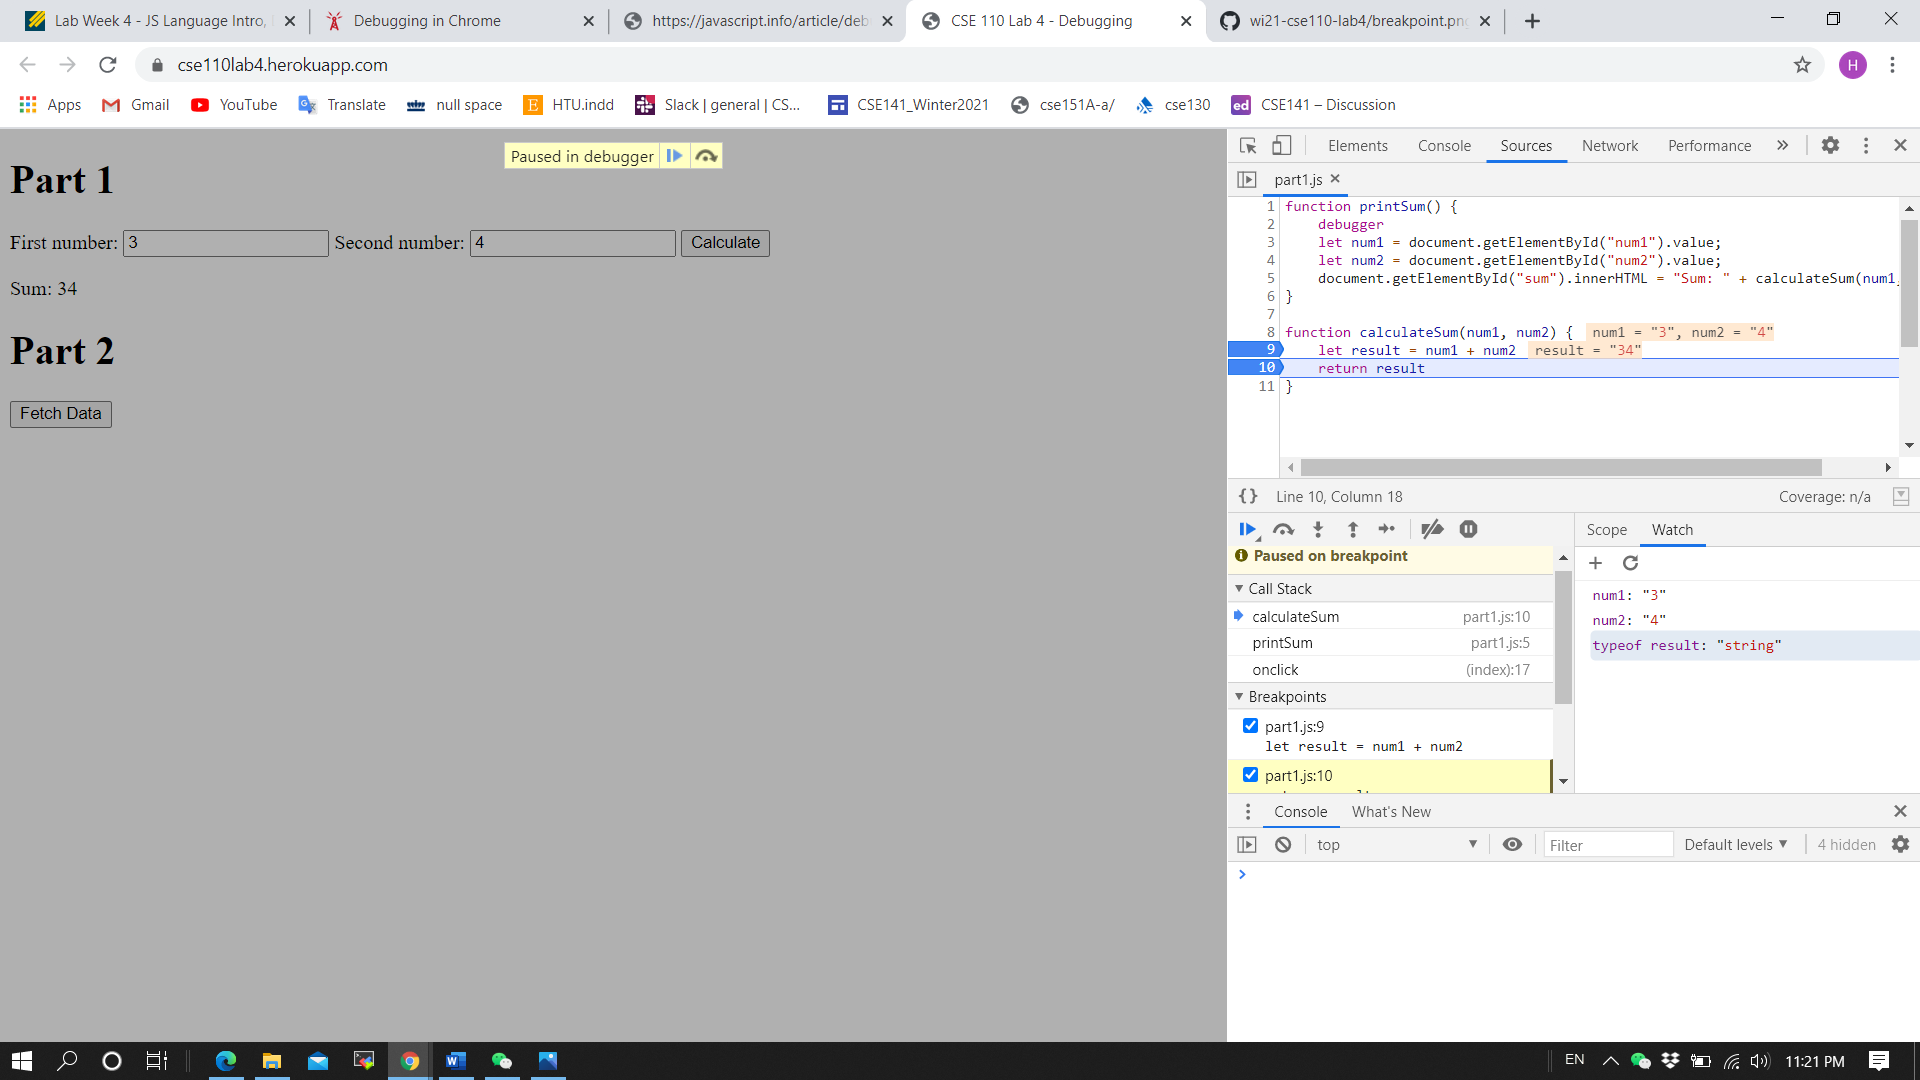 Lab Week 4 - JS Language Intro,
Debugging in Chrome
https://javascript.info/article/deb
CSE 110 Lab 4 - Debugging
wi21-cse110-lab4/breakpoint.pn
cse110lab4.herokuapp.com
H
Apps
Gmail
YouTube
Translate
null space
HTU.indd
Slack | general | CS...
CSE141_Winter2021
cse151A-a/
cse130
ed CSE141 – Discussion
Paused in debugger
Part 1
First number: 3 Second number: 4 Calculate
Sum: 34
Part 2
Fetch Data
Elements Console Sources Network Performance »
part1.js
1 function printSum() {
2 debugger
3 let num1 = document.getElementById("num1").value;
4 let num2 = document.getElementById("num2").value;
5 document.getElementById("sum").innerHTML = "Sum: " + calculateSum(num1,
6 }
7
8 function calculateSum(num1, num2) { num1 = "3", num2 = "4"
9 let result = num1 + num2 result = "34"
10 return result
11 }
{} Line 10, Column 18 Coverage: n/a
Paused on breakpoint
Call Stack
calculateSum part1.js:10
printSum part1.js:5
onclick (index):17
Breakpoints
part1.js:9
let result = num1 + num2
part1.js:10
Scope Watch
num1: "3"
num2: "4"
typeof result: "string"
Console What's New
top Filter Default levels 4 hidden
EN 11:21 PM